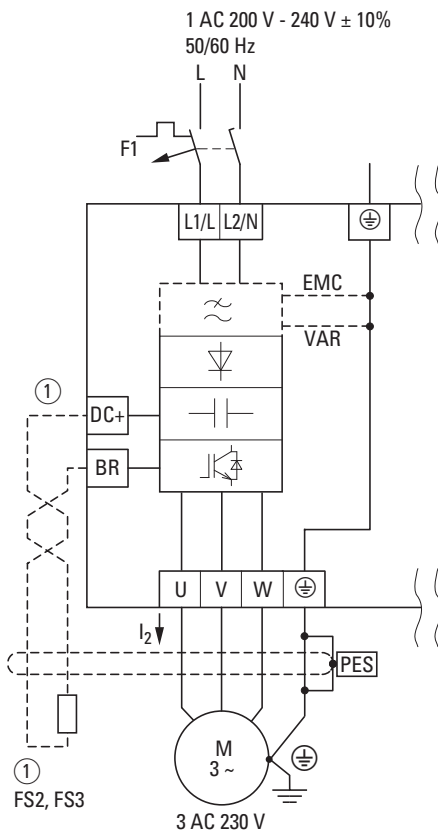 1 AC 200 V - 240 V ± 10%
50/60 Hz
L N
F1
L1/L L2/N
EMC
VAR
①
DC+
BR
U V W
I₂
PES
M
3 ~
①
FS2, FS3
3 AC 230 V